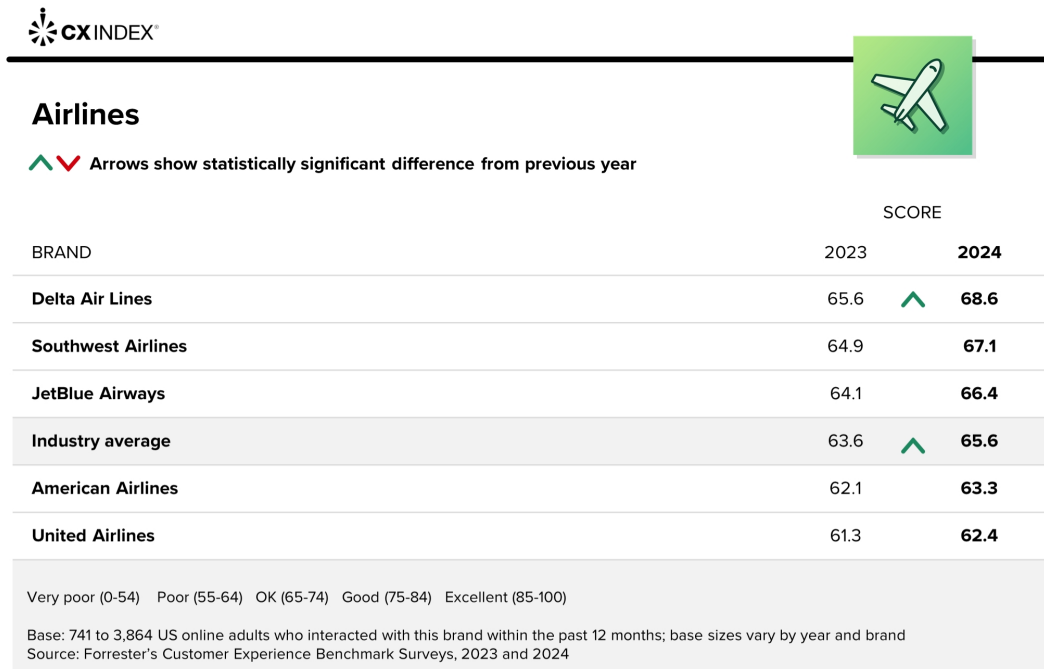 CX INDEX®
Airlines
Arrows show statistically significant difference from previous year
SCORE
BRAND 2023 2024
Delta Air Lines 65.6 68.6
Southwest Airlines 64.9 67.1
JetBlue Airways 64.1 66.4
Industry average 63.6 65.6
American Airlines 62.1 63.3
United Airlines 61.3 62.4
Very poor (0-54) Poor (55-64) OK (65-74) Good (75-84) Excellent (85-100)
Base: 741 to 3,864 US online adults who interacted with this brand within the past 12 months; base sizes vary by year and brand
Source: Forrester’s Customer Experience Benchmark Surveys, 2023 and 2024